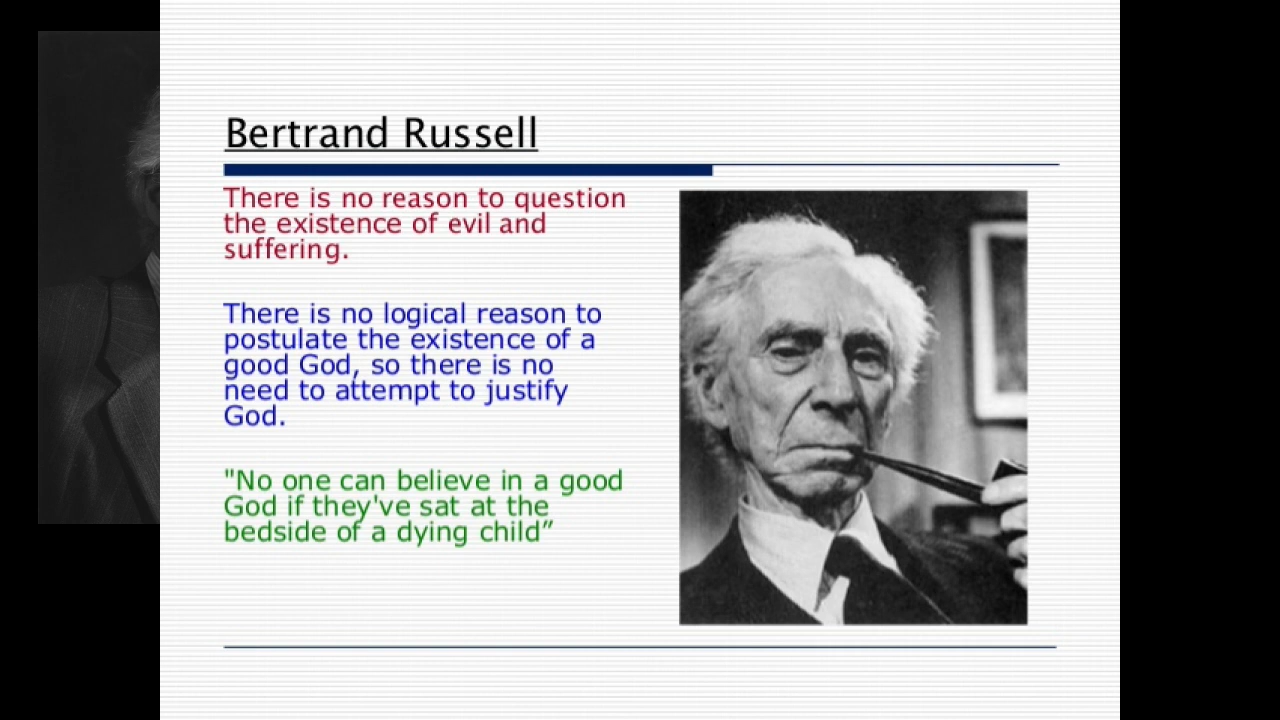 Bertrand Russell
There is no reason to question
the existence of evil and
suffering.
There is no logical reason to
postulate the existence of a
good God, so there is no
need to attempt to justify
God.
"No one can believe in a good
God if they've sat at the
bedside of a dying child”